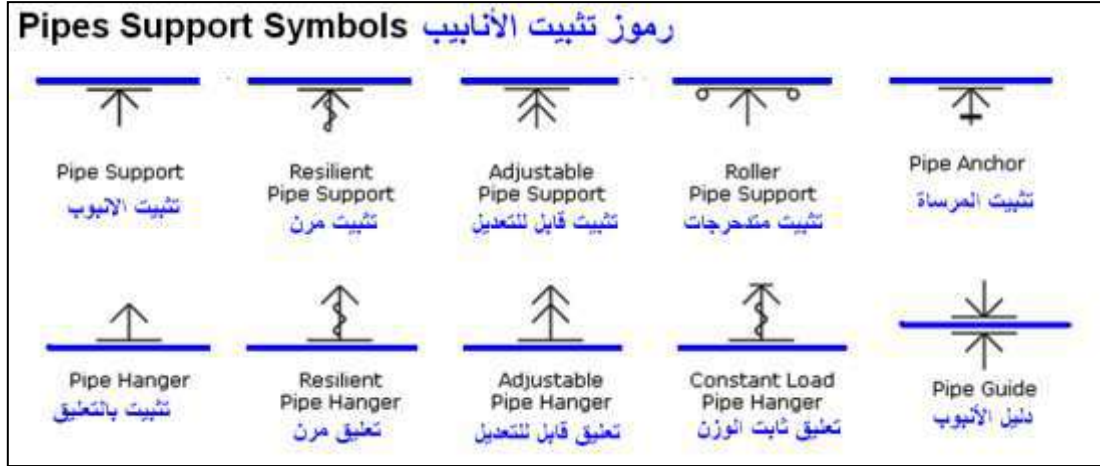 Pipes Support Symbols رموز تثبيت الأنابيب
Pipe Support
تثبيت الانبوب
Resilient
Pipe Support
تثبيت مرن
Adjustable
Pipe Support
تثبيت قابل للتعديل
Roller
Pipe Support
تثبيت متدحرجات
Pipe Anchor
تثبيت المرساة
Pipe Hanger
تثبيت بالتعليق
Resilient
Pipe Hanger
تعليق مرن
Adjustable
Pipe Hanger
تعليق قابل للتعديل
Constant Load
Pipe Hanger
تعليق ثابت الوزن
Pipe Guide
دليل الأنبوب